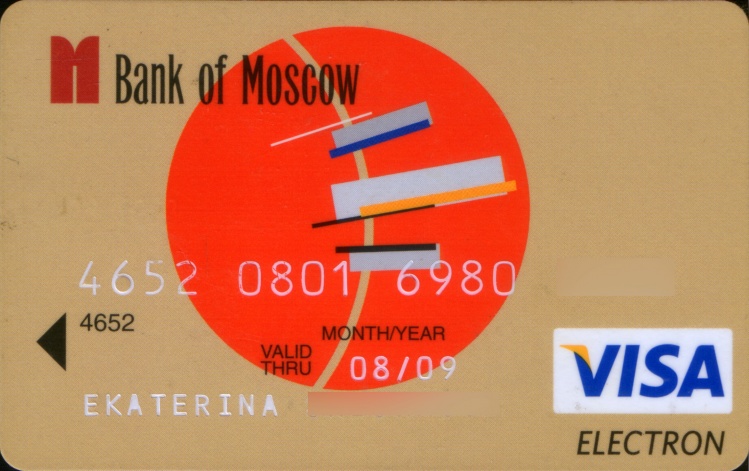 Bank of Moscow
4652 0801 6980
4652
MONTH/YEAR
VALID THRU 08/09
EKATERINA
VISA
ELECTRON